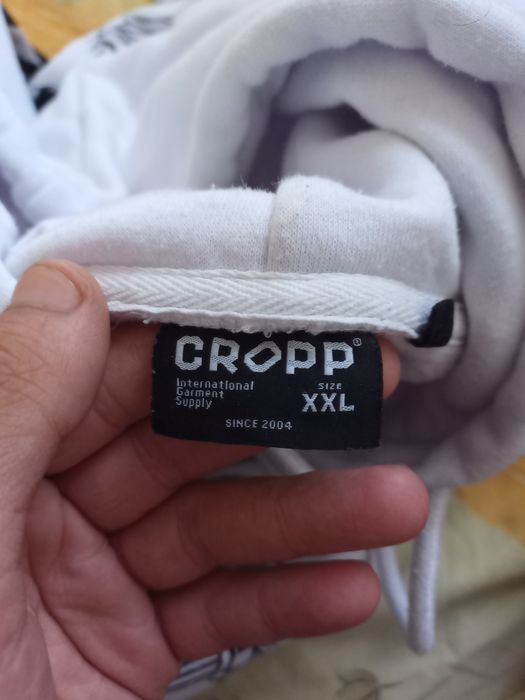 CROPP®
International
Garment
Supply
SIZE
XXL
SINCE 2004